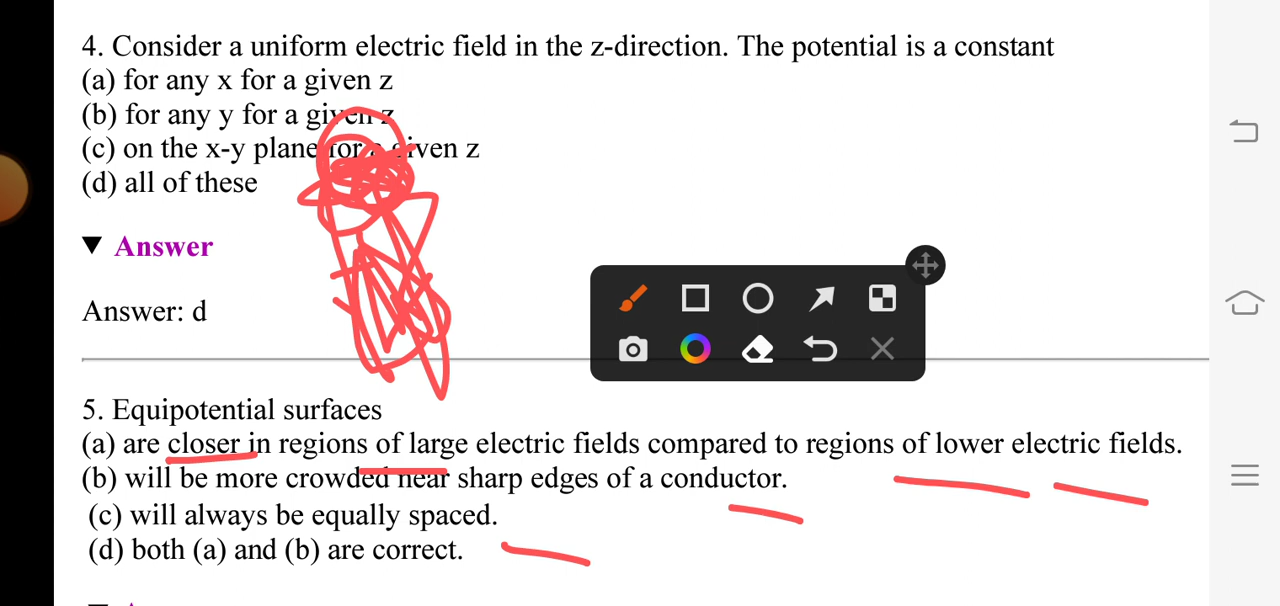 4. Consider a uniform electric field in the z-direction. The potential is a constant
(a) for any x for a given z
(b) for any y for a given z
(c) on the x-y plane for a given z
(d) all of these
▼ Answer
Answer: d
5. Equipotential surfaces
(a) are closer in regions of large electric fields compared to regions of lower electric fields.
(b) will be more crowded near sharp edges of a conductor.
(c) will always be equally spaced.
(d) both (a) and (b) are correct.